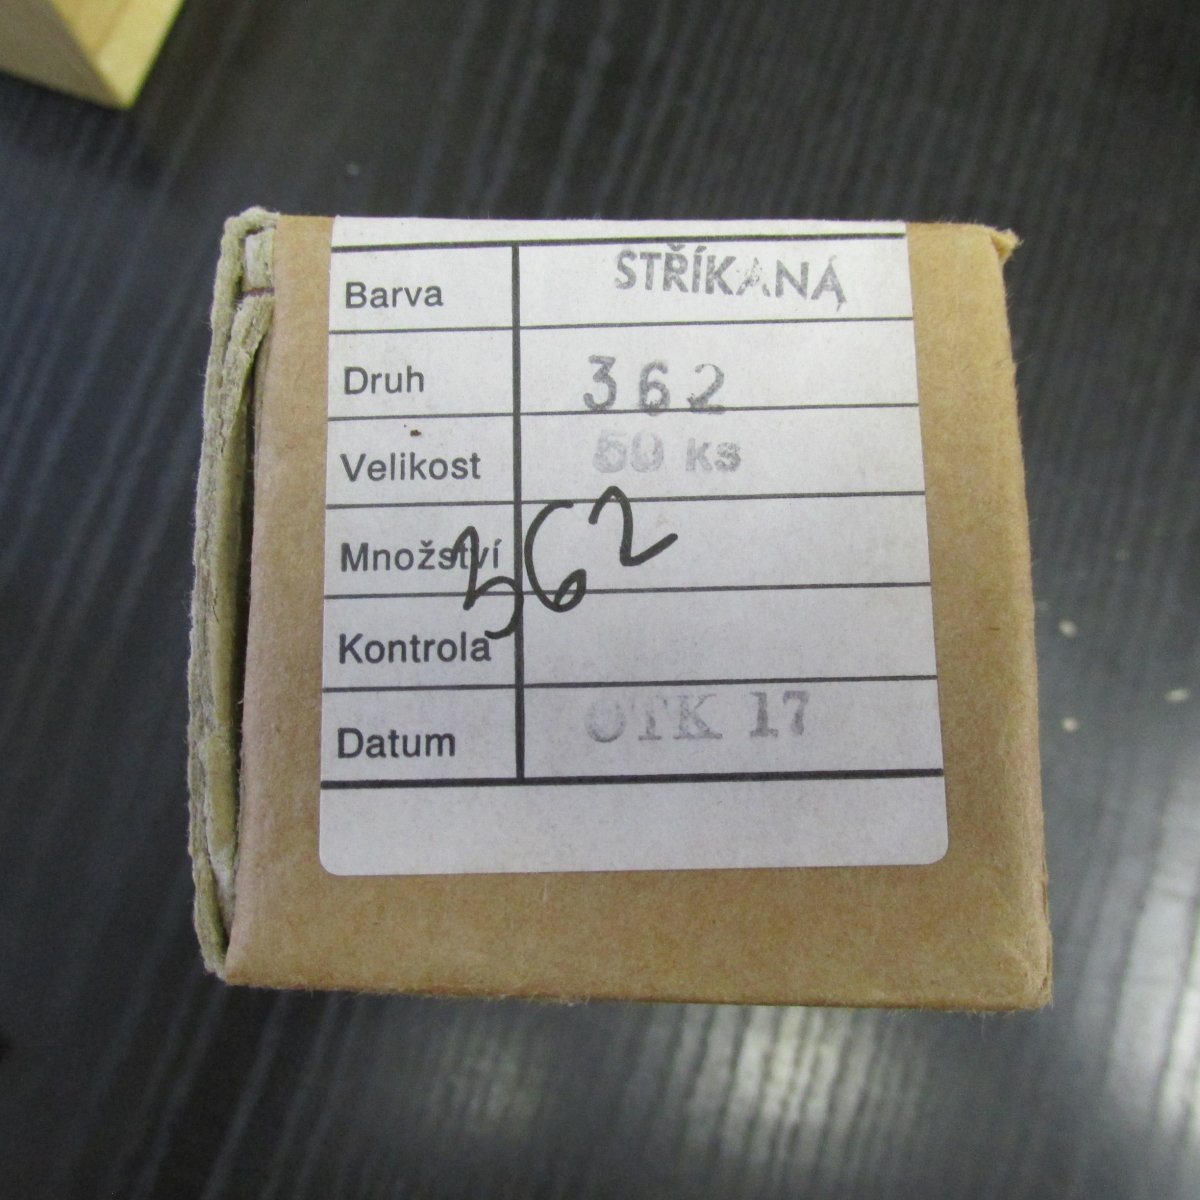 Barva STŘÍKANÁ
Druh 362
Velikost 50 ks
Množství
362
Kontrola
Datum OTK 17